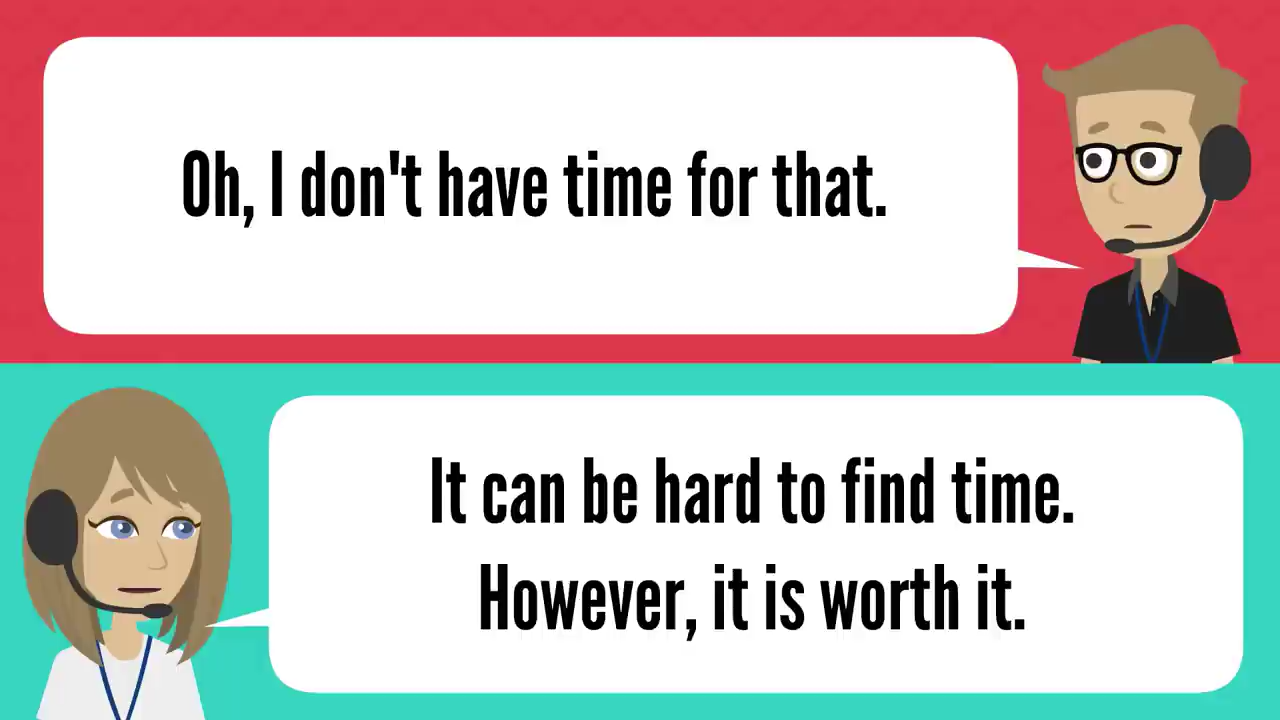 Oh, I don't have time for that.
It can be hard to find time.
However, it is worth it.